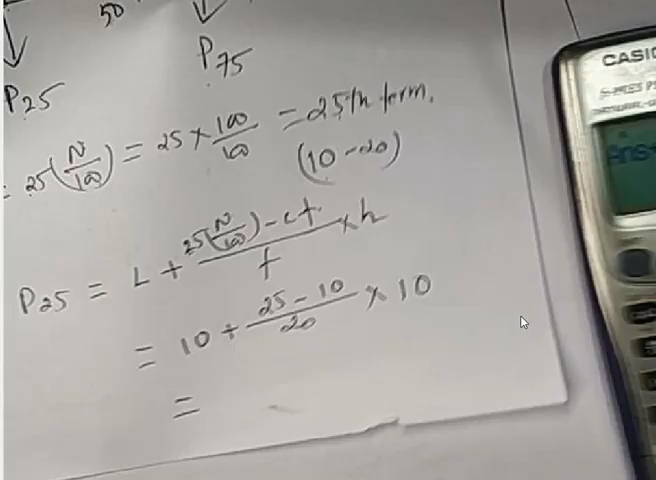 50
P25
P75
= 25(N/100) = 25 × 100/100 = 25th term.
(10 - 20)
P25 = L + (25(N/100) - cf)/f × h
= 10 + (25 - 10)/20 × 10
=
CASIO
Ans